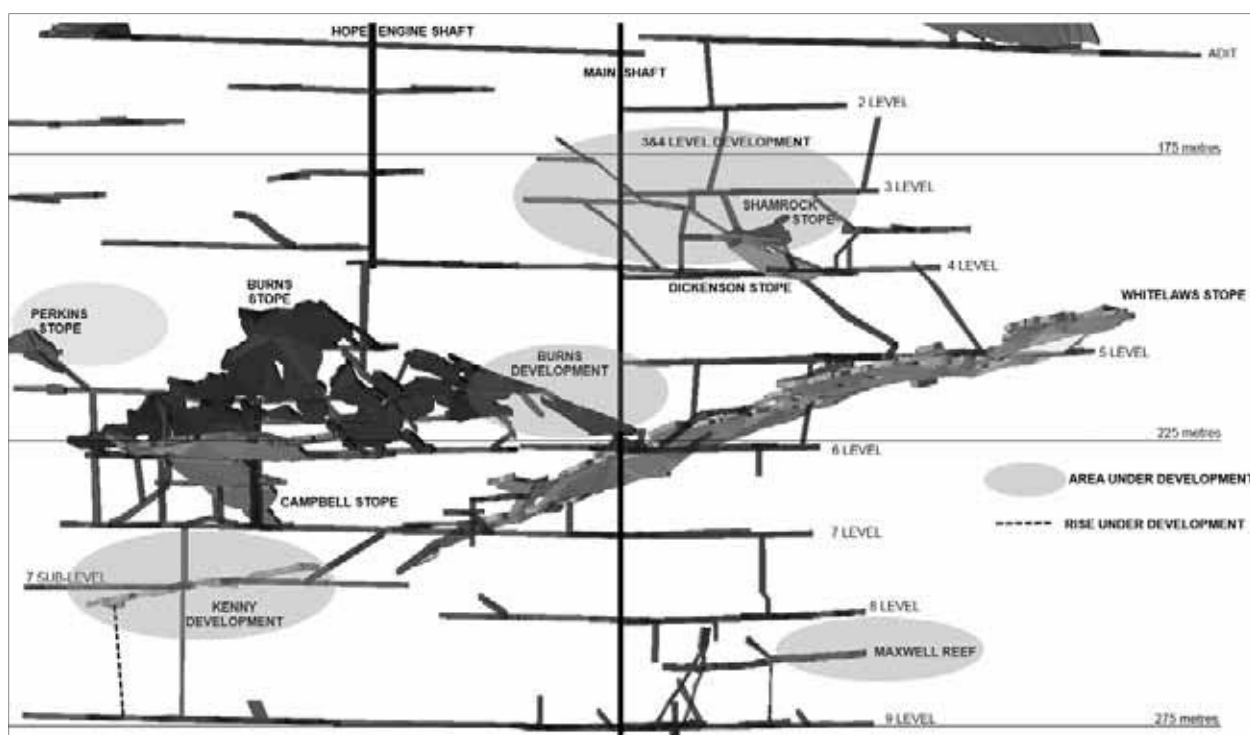 HOPE ENGINE SHAFT
ADIT
MAIN SHAFT
2 LEVEL
3&4 LEVEL DEVELOPMENT
175 metres
3 LEVEL
SHAMROCK
STOPE
4 LEVEL
DICKENSON STOPE
BURNS
STOPE
WHITELAWS STOPE
PERKINS
STOPE
5 LEVEL
BURNS
DEVELOPMENT
225 metres
6 LEVEL
AREA UNDER DEVELOPMENT
CAMPBELL STOPE
RISE UNDER DEVELOPMENT
7 LEVEL
7 SUB-LEVEL
KENNY
DEVELOPMENT
8 LEVEL
MAXWELL REEF
9 LEVEL
275 metres